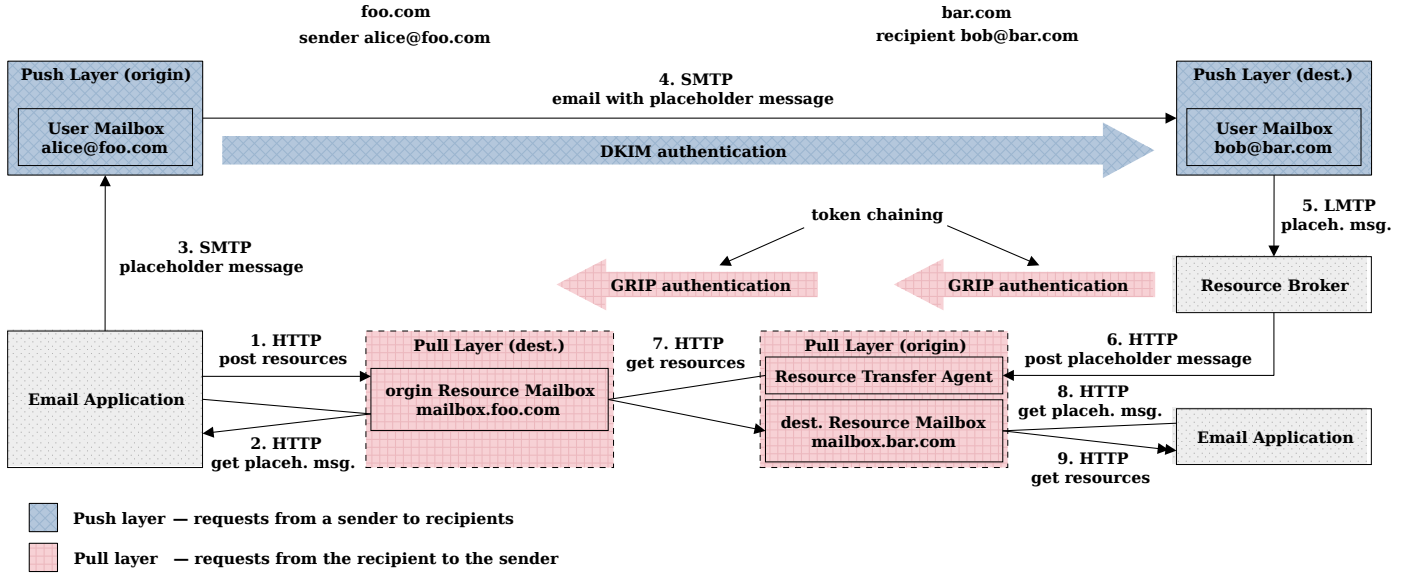 foo.com
sender alice@foo.com
bar.com
recipient bob@bar.com
Push Layer (origin)
User Mailbox
alice@foo.com
4. SMTP
email with placeholder message
DKIM authentication
Push Layer (dest.)
User Mailbox
bob@bar.com
3. SMTP
placeholder message
token chaining
GRIP authentication
GRIP authentication
5. LMTP
placeh. msg.
Resource Broker
Email Application
1. HTTP
post resources
2. HTTP
get placeh. msg.
Pull Layer (dest.)
orgin Resource Mailbox
mailbox.foo.com
7. HTTP
get resources
Pull Layer (origin)
Resource Transfer Agent
dest. Resource Mailbox
mailbox.bar.com
6. HTTP
post placeholder message
8. HTTP
get placeh. msg.
9. HTTP
get resources
Email Application
Push layer — requests from a sender to recipients
Pull layer — requests from the recipient to the sender